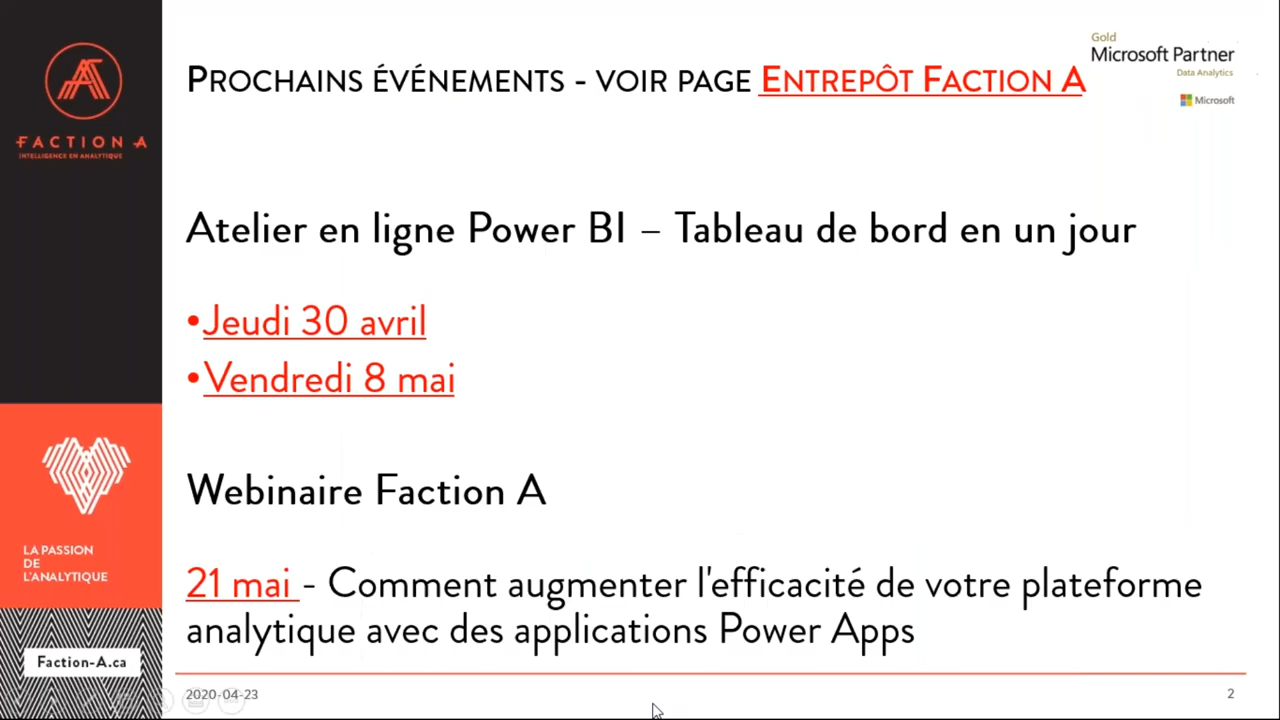 FACTION A
INTELLIGENCE EN ANALYTIQUE
PROCHAINS ÉVÉNEMENTS - VOIR PAGE ENTREPÔT FACTION A
Gold
Microsoft Partner
Data Analytics
Microsoft
Atelier en ligne Power BI – Tableau de bord en un jour
•Jeudi 30 avril
•Vendredi 8 mai
Webinaire Faction A
21 mai - Comment augmenter l'efficacité de votre plateforme
analytique avec des applications Power Apps
LA PASSION
DE
L'ANALYTIQUE
Faction-A.ca
2020-04-23
2